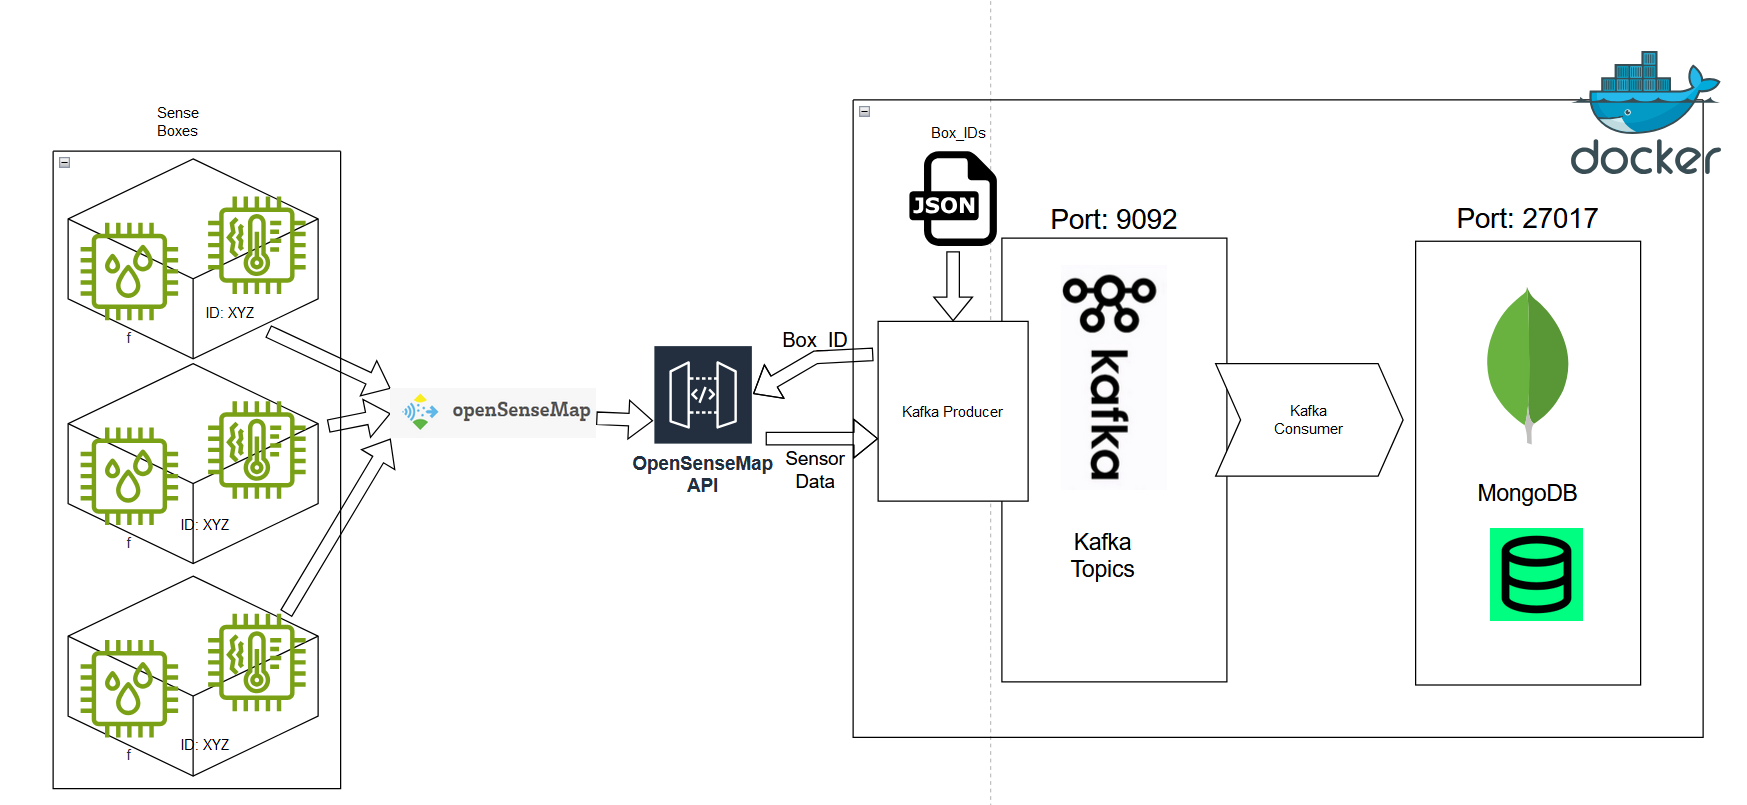 Sense
Boxes
ID: XYZ
f
ID: XYZ
f
ID: XYZ
f
openSenseMap
OpenSenseMap
API
Box_ID
Sensor
Data
Box_IDs
JSON
Kafka Producer
Port: 9092
kafka
Kafka
Topics
Kafka
Consumer
Port: 27017
MongoDB
docker